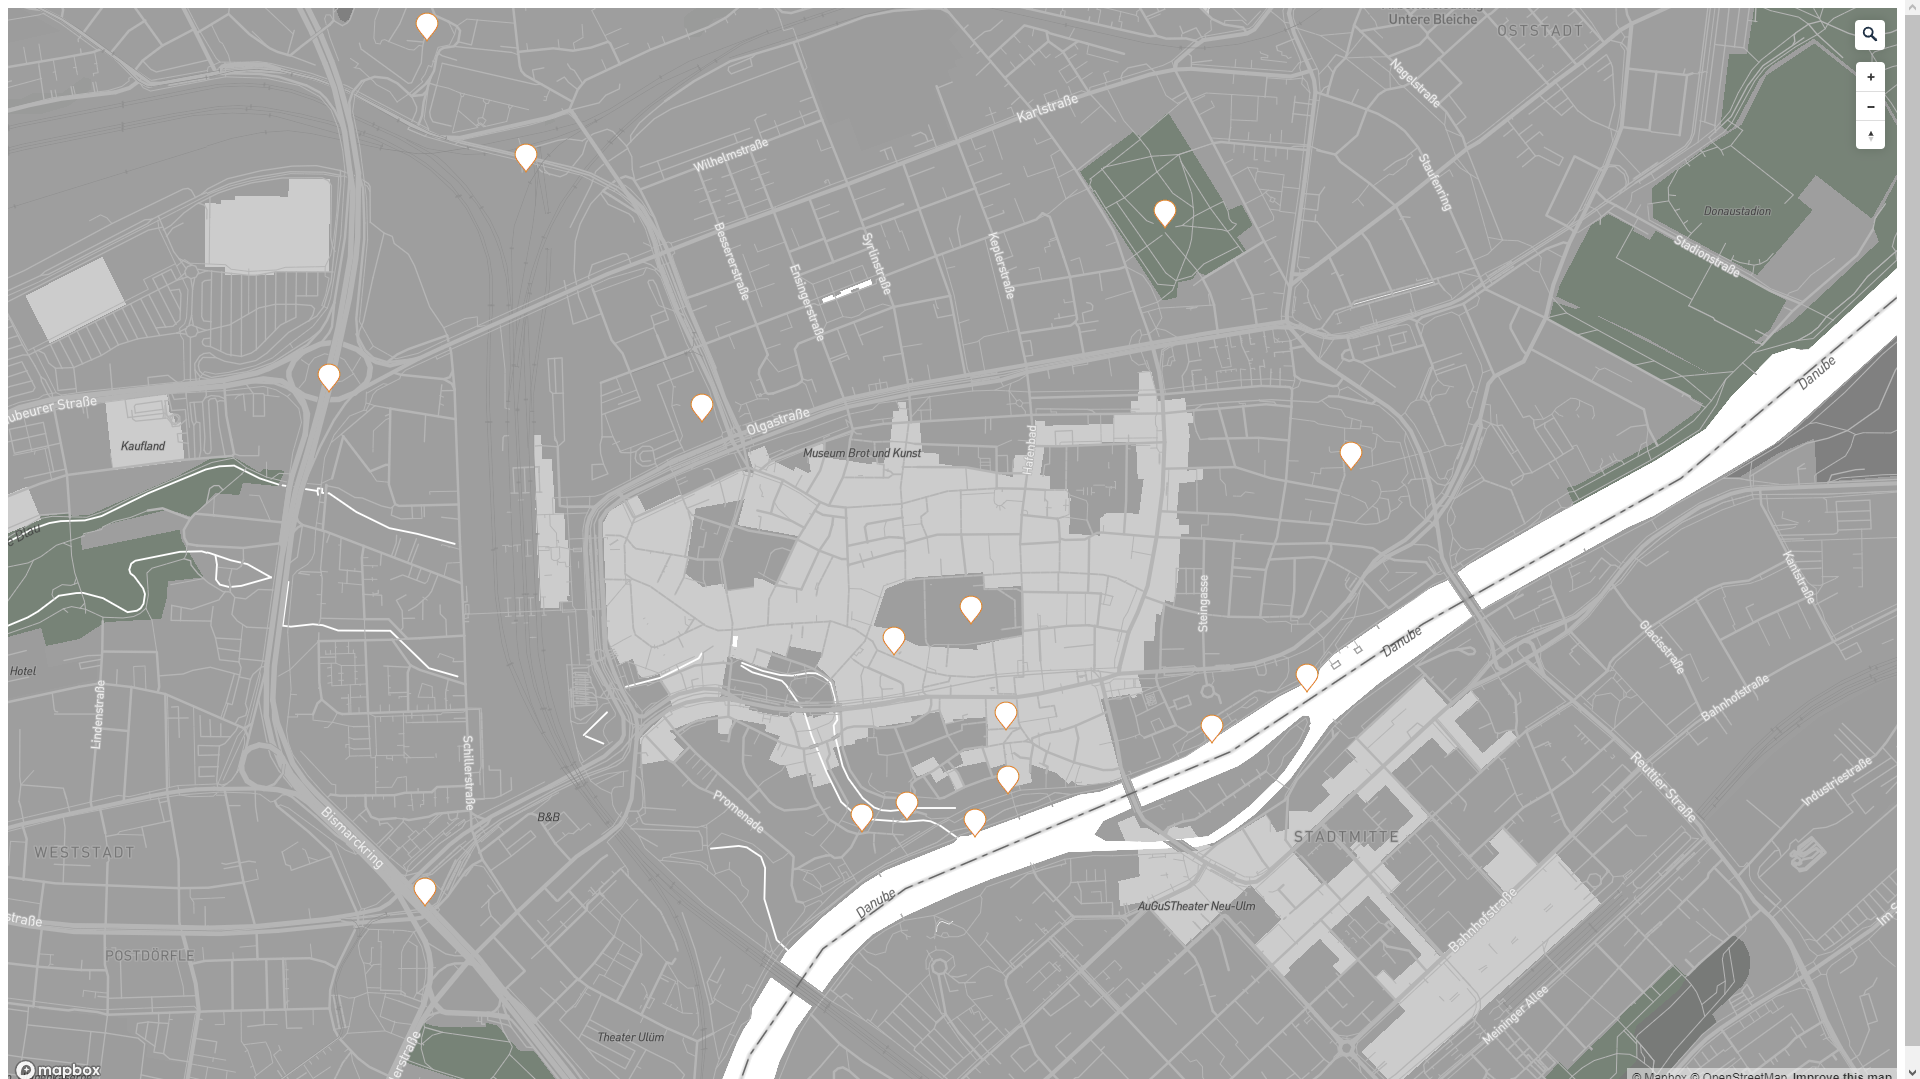 Untere Bleiche
OSTSTADT
Nagelstraße
Karlstraße
Wilhelmstraße
Staufenring
Donaustadion
Stadionstraße
Bessererstraße
Ensingerstraße
Syrlinstraße
Keplerstraße
Danube
ubeurer Straße
Kaufland
Olgastraße
Museum Brot und Kunst
Hafenbad
Steingasse
Kantstraße
Glacisstraße
Danube
Bahnhofstraße
Hotel
Lindenstraße
Schillerstraße
Reuttier Straße
Industriestraße
Promenade
B&B
Bismarckring
WESTSTADT
STADTMITTE
Danube
AuGuSTheater Neu-Ulm
Bahnhofstraße
straße
POSTDÖRFLE
Meininger Allee
Theater Ulüm
erstraße
mapbox
© Mapbox © OpenStreetMap Improve this map